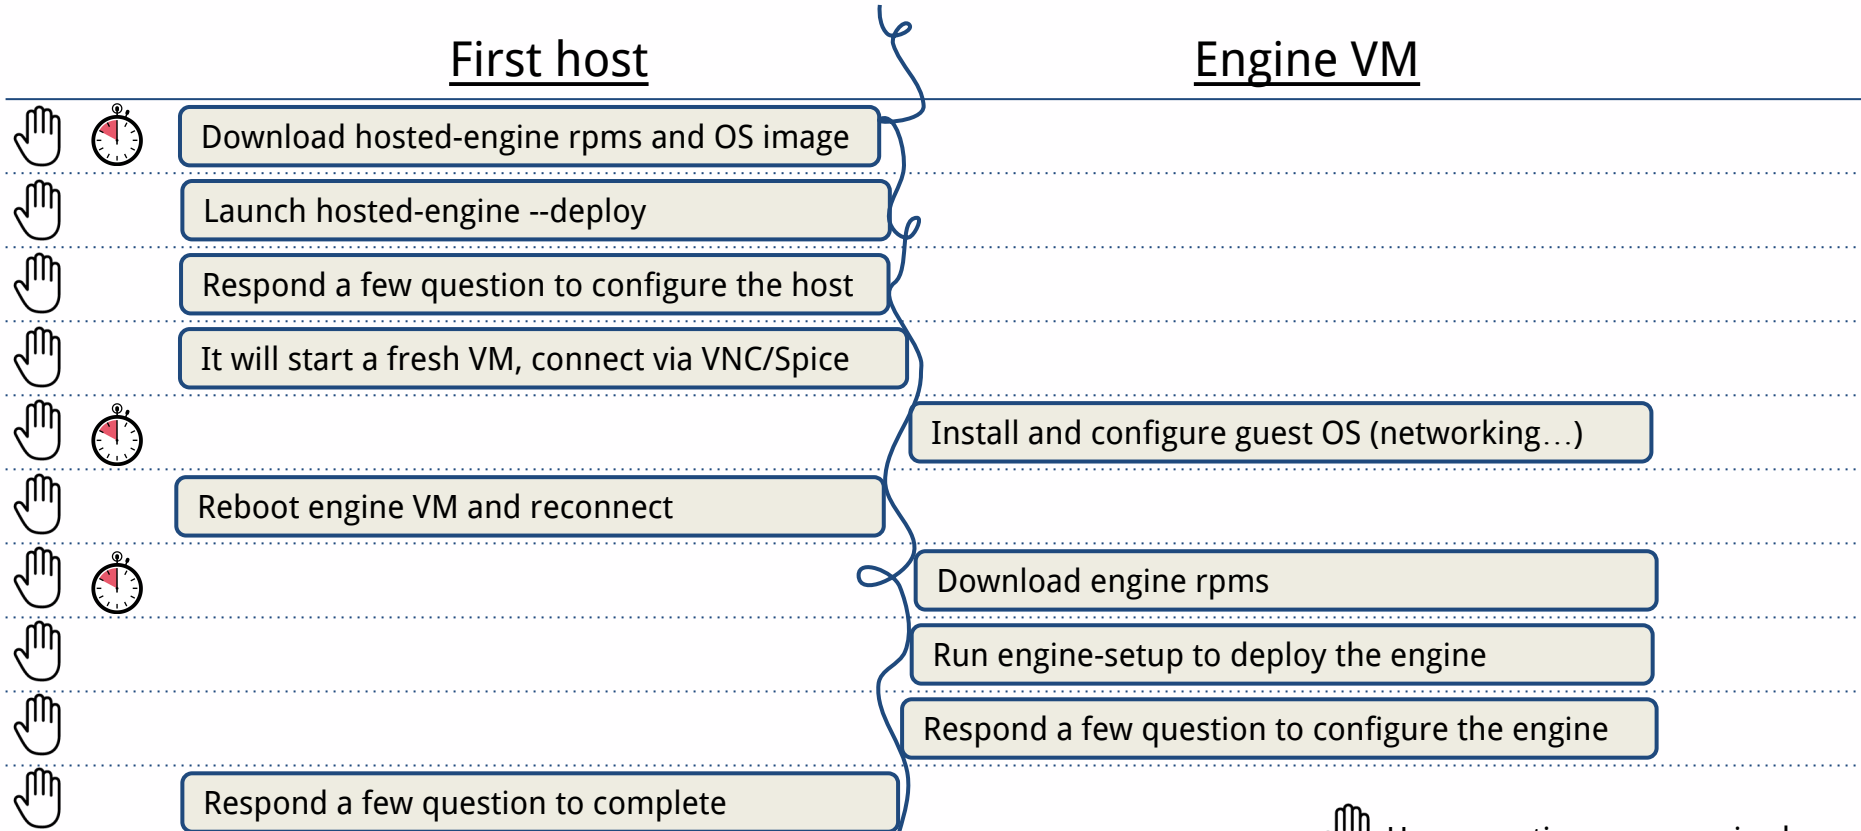 First host
Engine VM
Download hosted-engine rpms and OS image
Launch hosted-engine --deploy
Respond a few question to configure the host
It will start a fresh VM, connect via VNC/Spice
Install and configure guest OS (networking…)
Reboot engine VM and reconnect
Download engine rpms
Run engine-setup to deploy the engine
Respond a few question to configure the engine
Respond a few question to complete